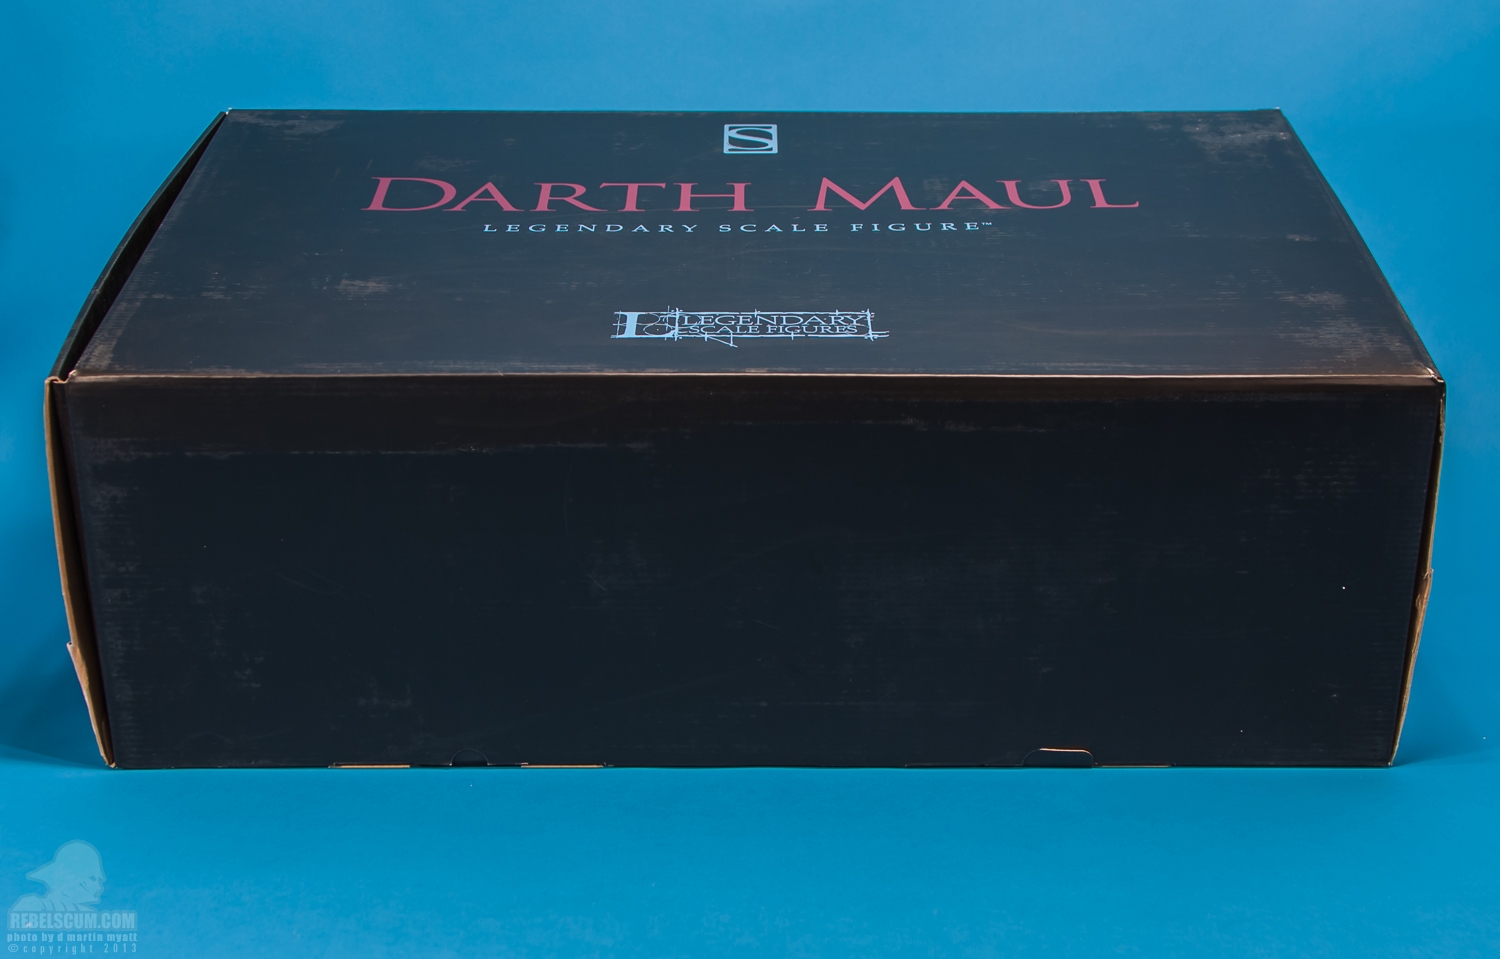 S
DARTH MAUL
LEGENDARY SCALE FIGURE™
L LEGENDARY
SCALE FIGURES
REBELSCUM.COM
photo by d martin myatt
© copyright 2013